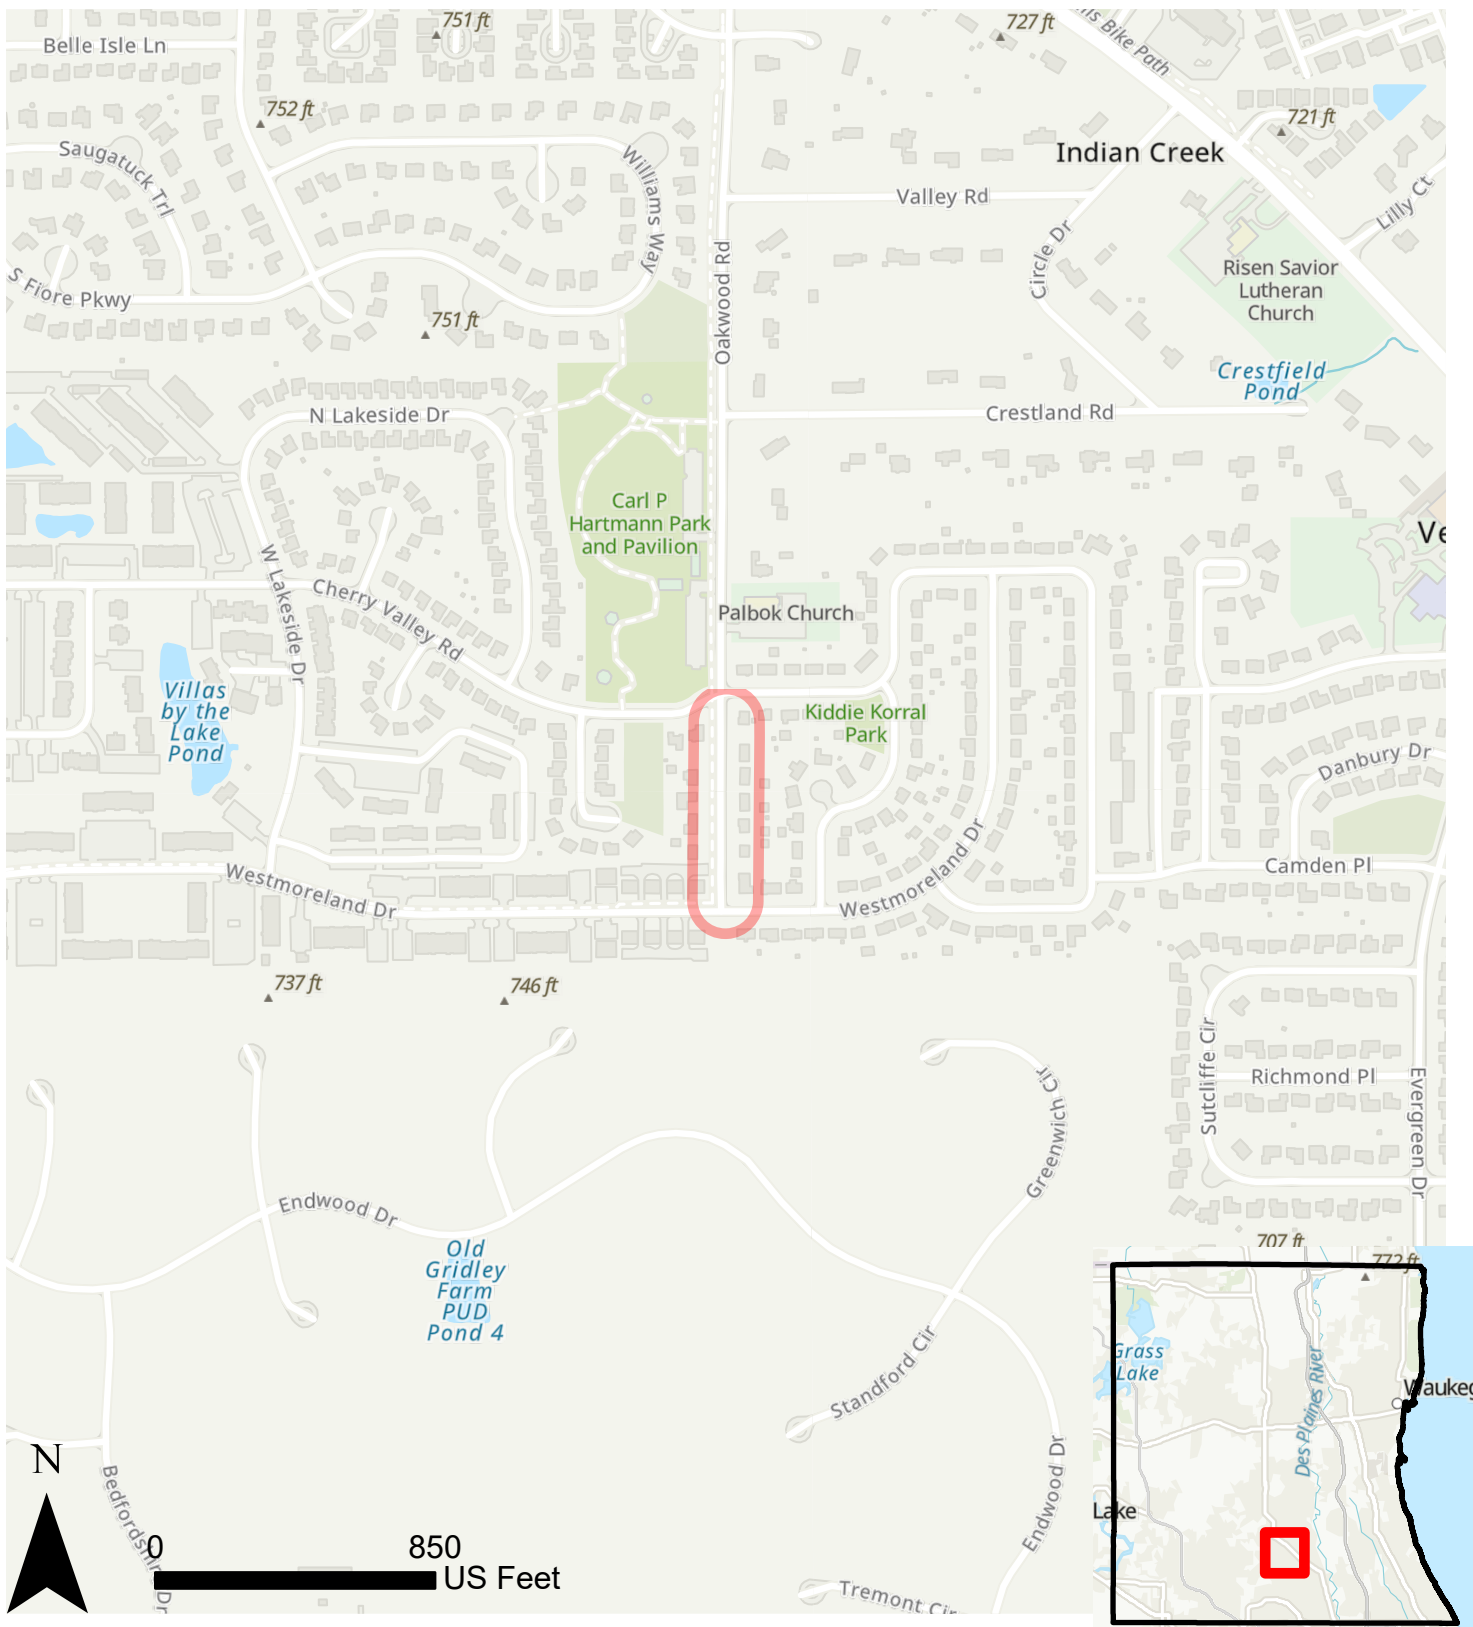 751 ft
727 ft
is Bike Path
Belle Isle Ln
752 ft
721 ft
Indian Creek
Saugatuck Trl
Williams Way
Valley Rd
Lilly Ct
Circle Dr
Oakwood Rd
S Fiore Pkwy
Risen Savior
Lutheran
Church
751 ft
Crestfield
Pond
N Lakeside Dr
Crestland Rd
Carl P
Hartmann Park
and Pavilion
Ve
W Lakeside Dr
Cherry Valley Rd
Palbok Church
Villas
by the
Lake
Pond
Kiddie Korral
Park
Danbury Dr
Westmoreland Dr
Westmoreland Dr
Camden Pl
737 ft
746 ft
Sutcliffe Cir
Richmond Pl
Evergreen Dr
Greenwich Cir
Endwood Dr
Old
Gridley
Farm
PUD
Pond 4
707 ft
772 ft
Standford Cir
Grass
Lake
Des Plaines River
Waukeg
Lake
Endwood Dr
N
Bedfordshire Dr
0
850
US Feet
Tremont Cir